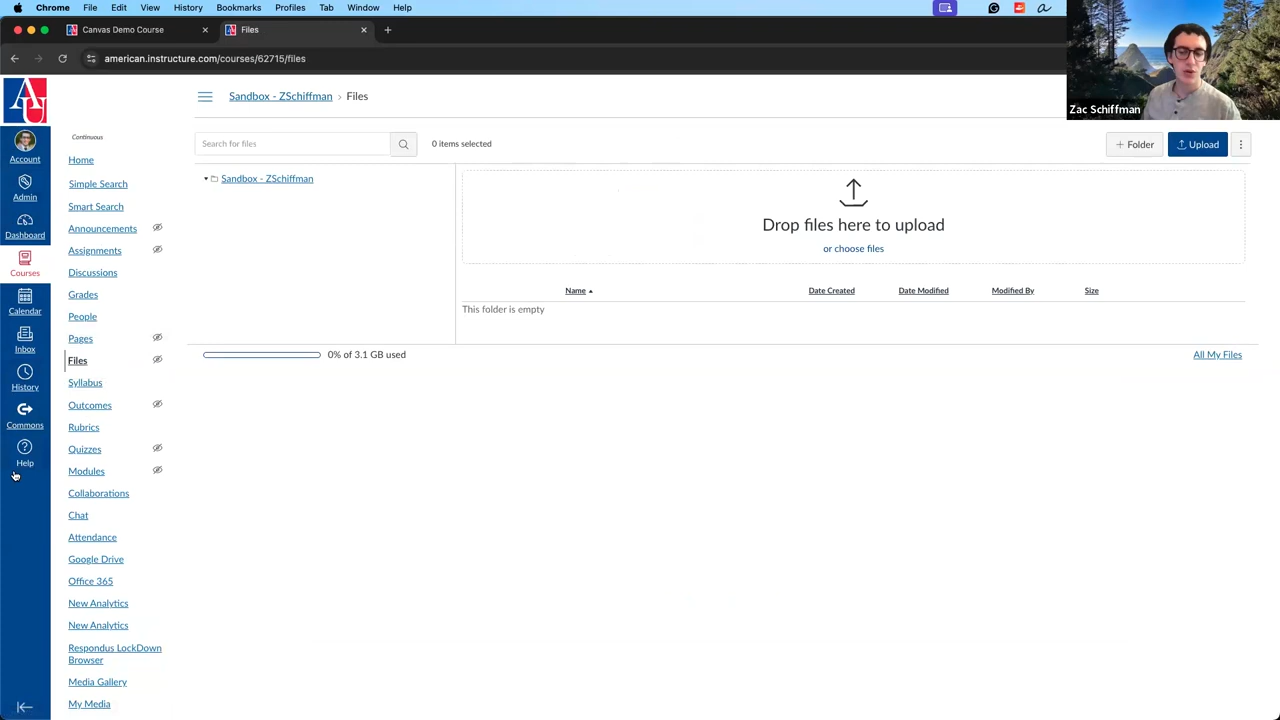 Chrome File Edit View History Bookmarks Profiles Tab Window Help
Canvas Demo Course
Files
american.instructure.com/courses/62715/files
Zac Schiffman
AU
Account
Admin
Dashboard
Courses
Calendar
Inbox
History
Commons
Help
Continuous
Home
Simple Search
Smart Search
Announcements
Assignments
Discussions
Grades
People
Pages
Files
Syllabus
Outcomes
Rubrics
Quizzes
Modules
Collaborations
Chat
Attendance
Google Drive
Office 365
New Analytics
New Analytics
Respondus LockDown
Browser
Media Gallery
My Media
Sandbox - ZSchiffman › Files
Search for files
0 items selected
+ Folder
Upload
Sandbox - ZSchiffman
Drop files here to upload
or choose files
Name Date Created Date Modified Modified By Size
This folder is empty
0% of 3.1 GB used
All My Files